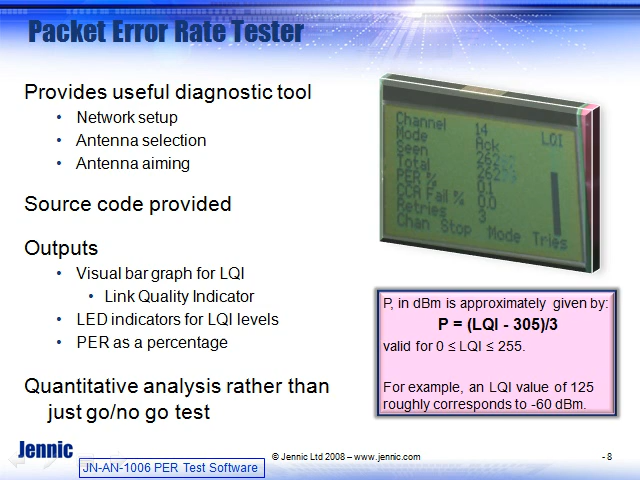 Packet Error Rate Tester
Provides useful diagnostic tool
• Network setup
• Antenna selection
• Antenna aiming
Source code provided
Outputs
• Visual bar graph for LQI
• Link Quality Indicator
• LED indicators for LQI levels
• PER as a percentage
Quantitative analysis rather than
just go/no go test
Channel 14 LQI
Mode Ack
Seen
Total
PER %
CCA Fail % 0.0
Retries 3
Chan Stop Mode Tries
P, in dBm is approximately given by:
P = (LQI - 305)/3
valid for 0 ≤ LQI ≤ 255.
For example, an LQI value of 125
roughly corresponds to -60 dBm.
Jennic
JN-AN-1006 PER Test Software
© Jennic Ltd 2008 – www.jennic.com
- 8